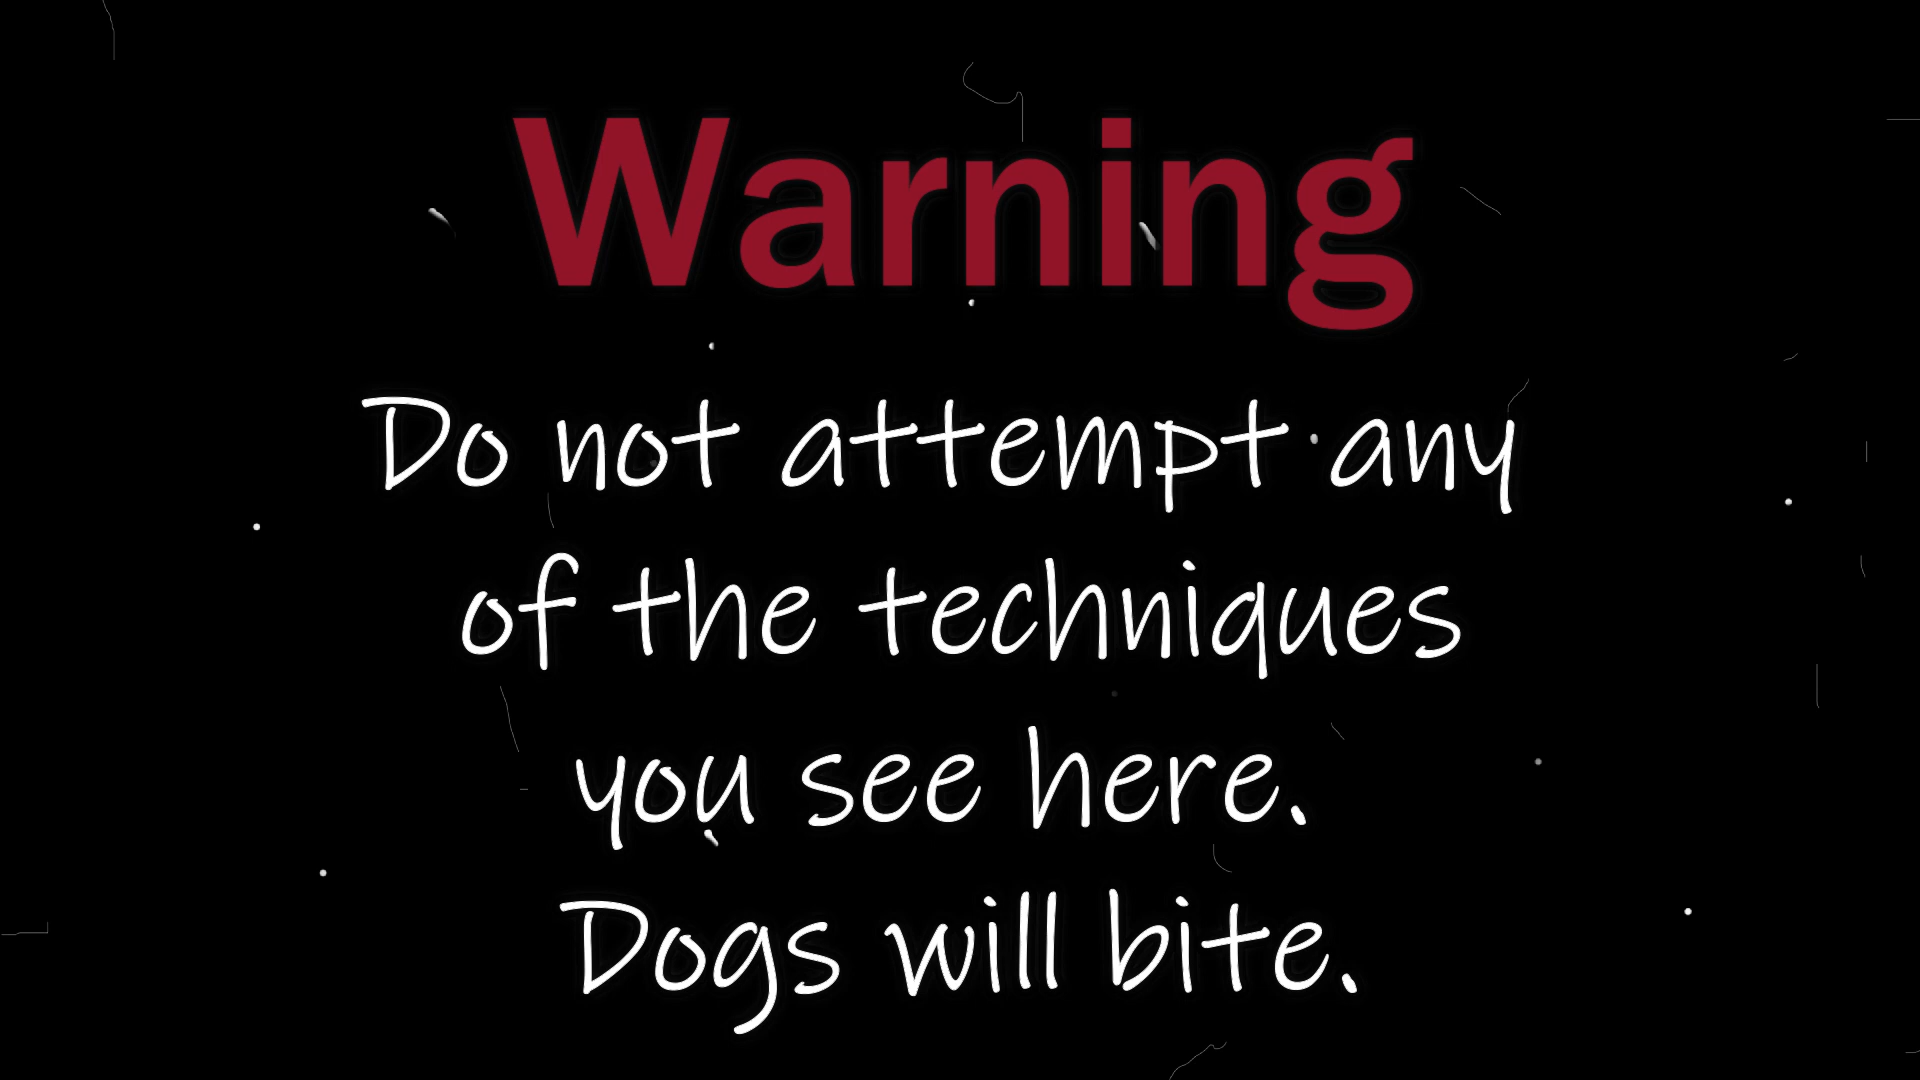 Warning
Do not attempt any
of the techniques
you see here.
Dogs will bite.